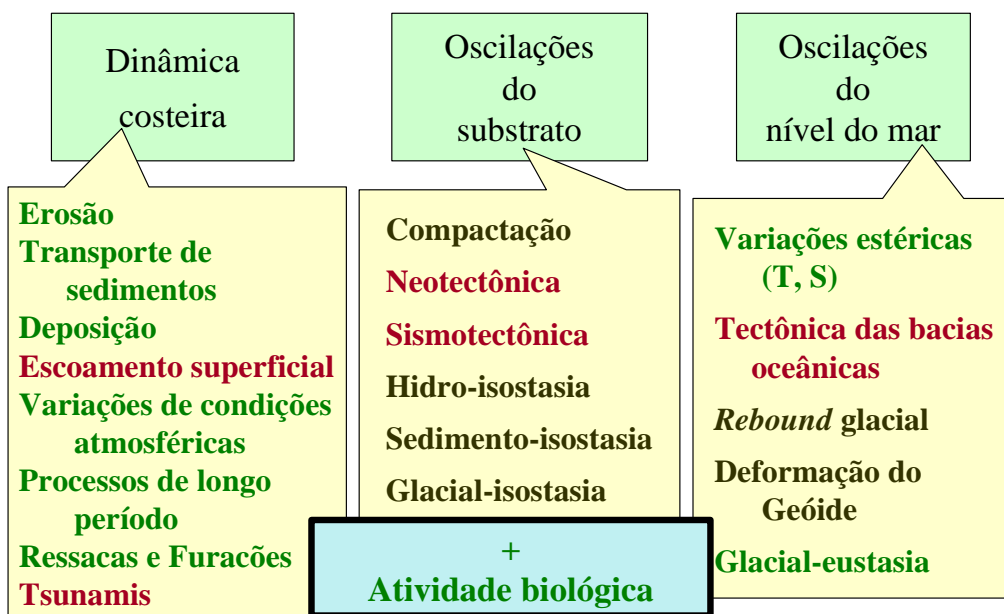 Dinâmica
costeira
Erosão
Transporte de
sedimentos
Deposição
Escoamento superficial
Variações de condições
atmosféricas
Processos de longo
período
Ressacas e Furacões
Tsunamis
Oscilações
do
substrato
Compactação
Neotectônica
Sismotectônica
Hidro-isostasia
Sedimento-isostasia
Glacial-isostasia
Oscilações
do
nível do mar
Variações estéricas
(T, S)
Tectônica das bacias
oceânicas
Rebound glacial
Deformação do
Geóide
Glacial-eustasia
+
Atividade biológica